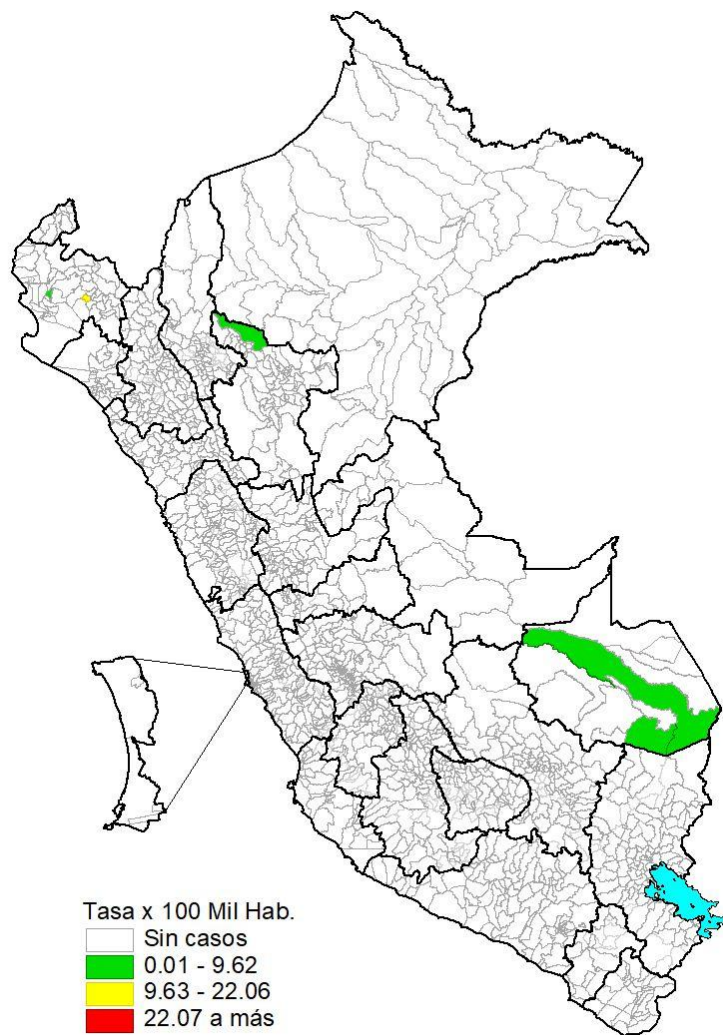 Tasa x 100 Mil Hab.
Sin casos
0.01 - 9.62
9.63 - 22.06
22.07 a más